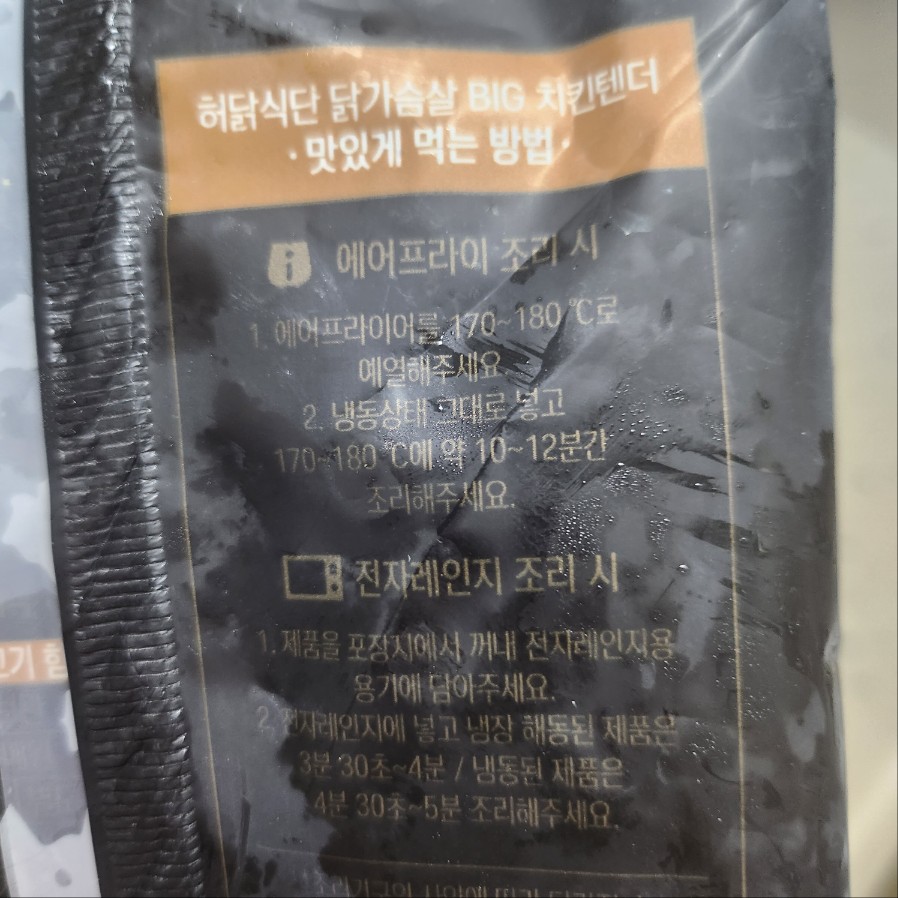 허닭식단 닭가슴살 BIG 치킨텐더
·맛있게 먹는 방법·
에어프라이 조리 시
1. 에어프라이어를 170~180℃로
예열해주세요.
2. 냉동상태 그대로 넣고
170~180℃에 약 10~12분간
조리해주세요.
전자레인지 조리 시
1. 제품을 포장지에서 꺼내 전자레인지용
용기에 담아주세요.
2. 전자레인지에 넣고 냉장 해동된 제품은
3분 30초~4분 / 냉동된 제품은
4분 30초~5분 조리해주세요.